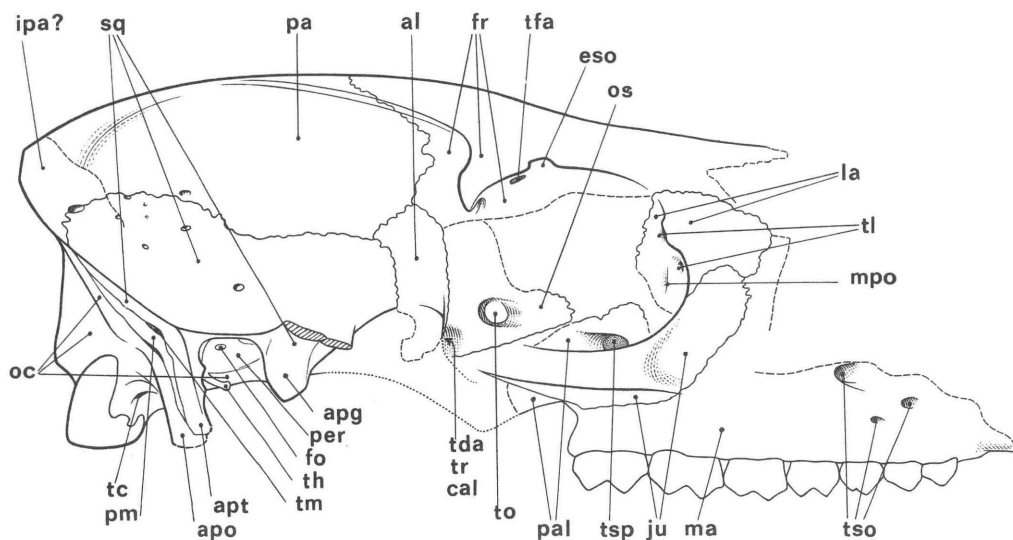 ipa? sq pa al fr tfa
eso
os
la
tl
mpo
oc
tc
pm
apo
apt
tm
th
fo
per
apg
tda
tr
cal
to pal tsp ju ma tso